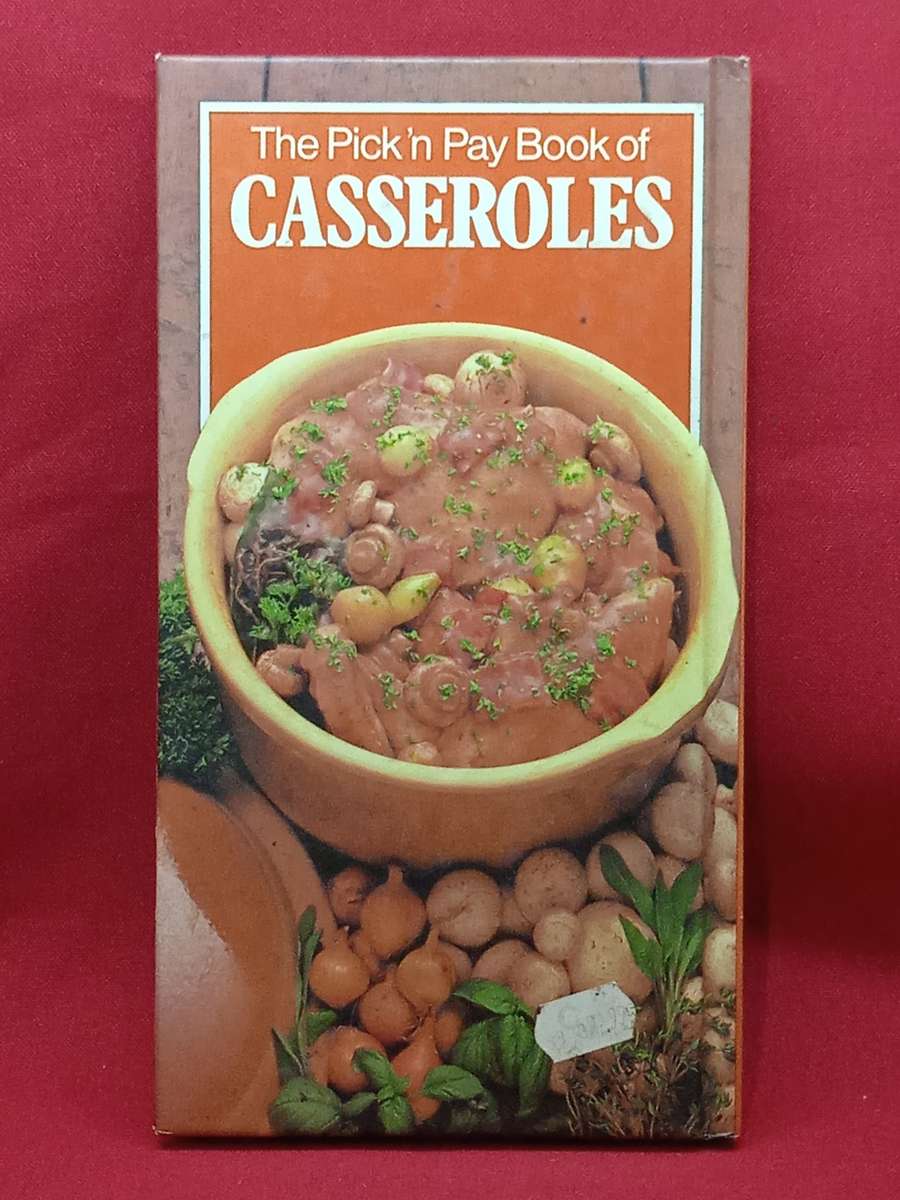 The Pick 'n Pay Book of
CASSEROLES